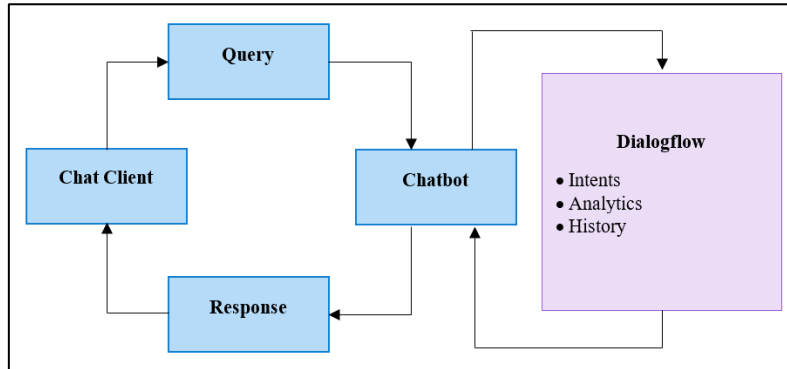 Query
Chat Client
Chatbot
Response
Dialogflow
• Intents
• Analytics
• History